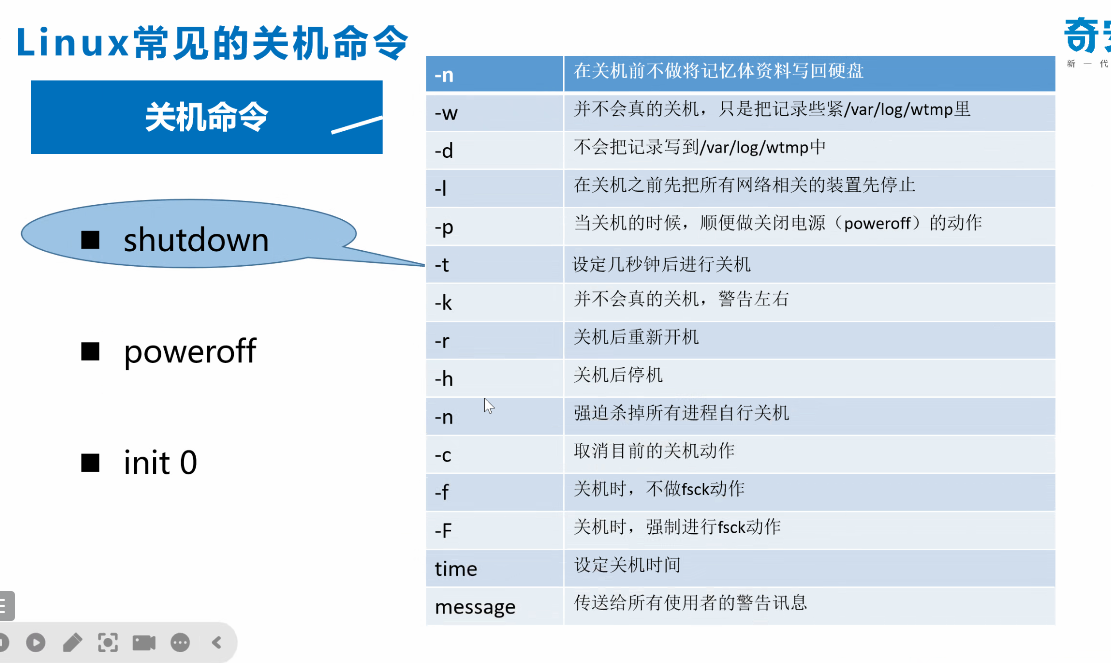 Linux常见的关机命令
关机命令
■ shutdown
■ poweroff
■ init 0
-n 在关机前不做将记忆体资料写回硬盘
-w 并不会真的关机，只是把记录些紧/var/log/wtmp里
-d 不会把记录写到/var/log/wtmp中
-l 在关机之前先把所有网络相关的装置先停止
-p 当关机的时候，顺便做关闭电源（poweroff）的动作
-t 设定几秒钟后进行关机
-k 并不会真的关机，警告左右
-r 关机后重新开机
-h 关机后停机
-n 强迫杀掉所有进程自行关机
-c 取消目前的关机动作
-f 关机时，不做fsck动作
-F 关机时，强制进行fsck动作
time 设定关机时间
message 传送给所有使用者的警告讯息
奇
新一代